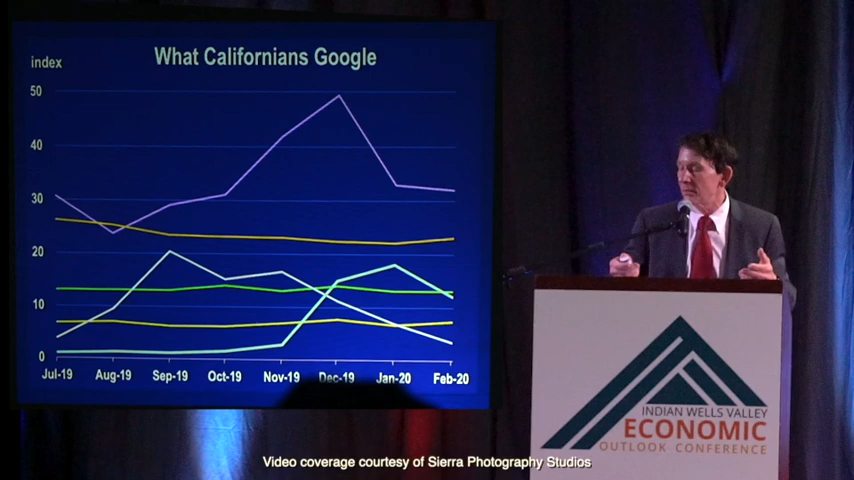 What Californians Google
index
50
40
30
20
10
0
Jul-19 Aug-19 Sep-19 Oct-19 Nov-19 Dec-19 Jan-20 Feb-20
INDIAN WELLS VALLEY
ECONOMIC
OUTLOOK CONFERENCE
Video coverage courtesy of Sierra Photography Studios